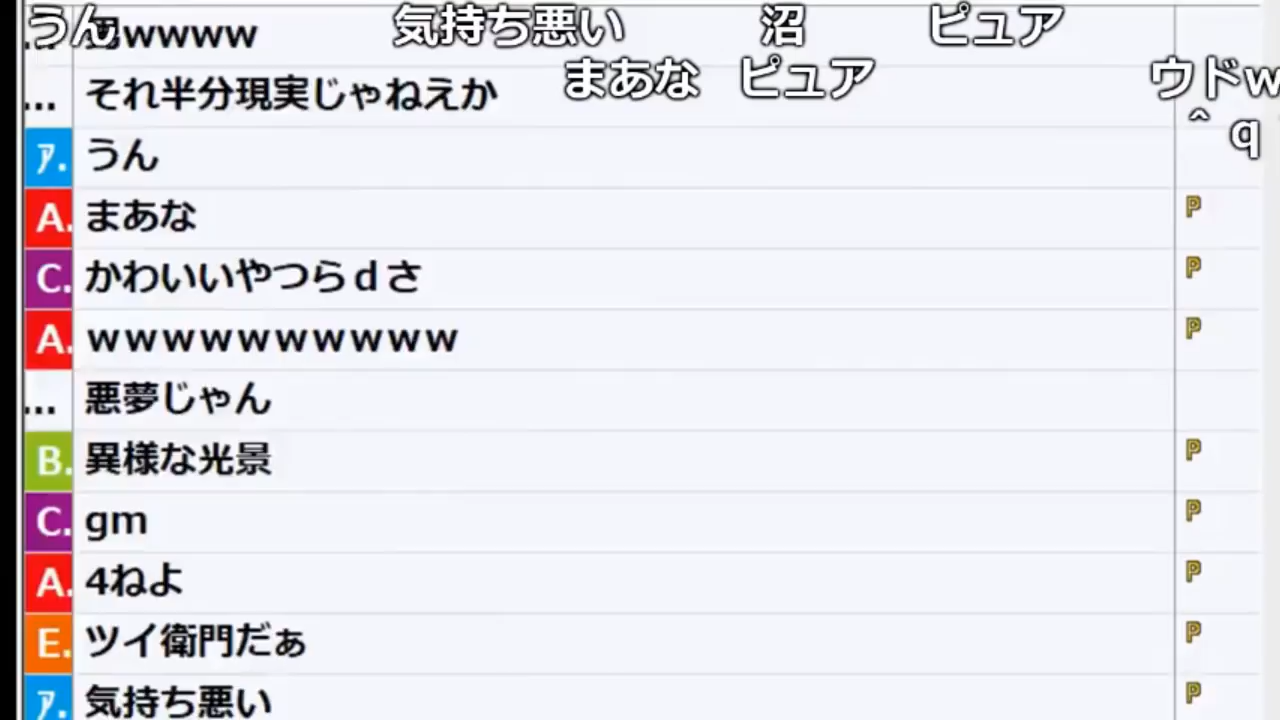 うん 気持ち悪い 沼 ピュア
wwww
まあな ピュア ウドw
... それ半分現実じゃねえか
^ q
ｱ. うん
A. まあな P
C. かわいいやつらｄさ P
A. ｗｗｗｗｗｗｗｗｗｗ P
... 悪夢じゃん
B. 異様な光景 P
C. gm P
A. 4ねよ P
E. ツイ衛門だぁ P
ｱ. 気持ち悪い P